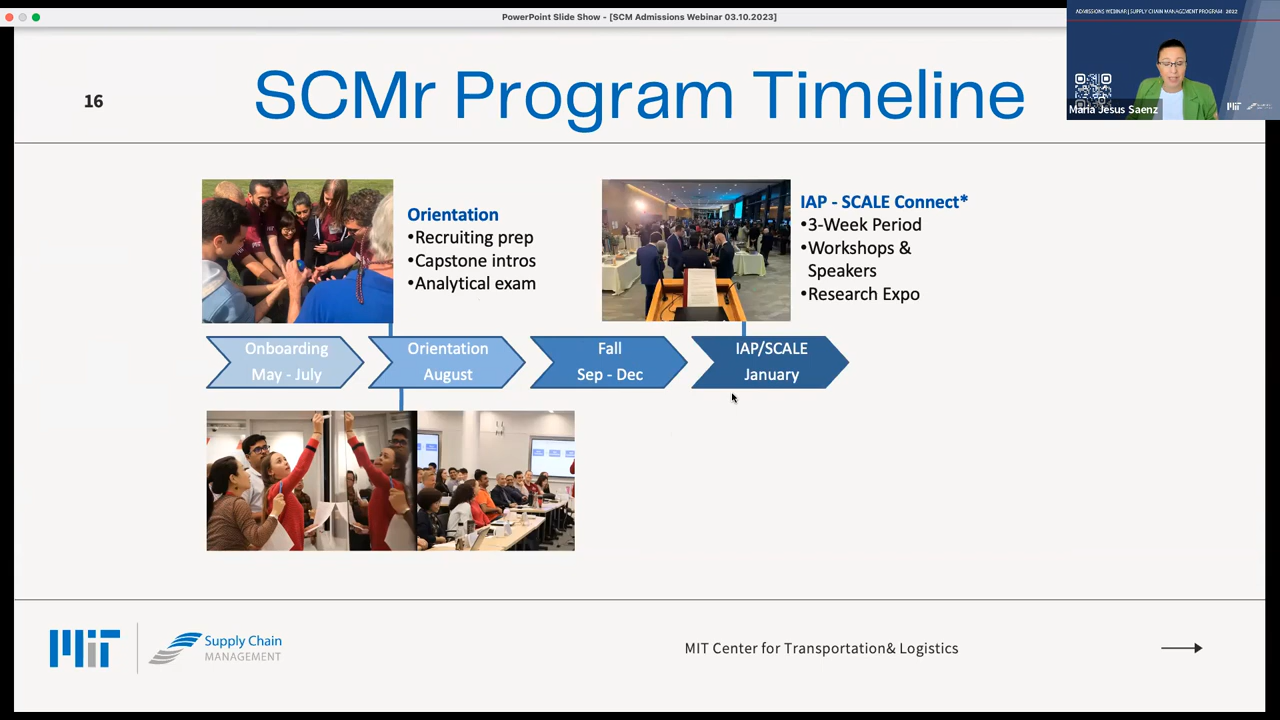 PowerPoint Slide Show - [SCM Admissions Webinar 03.10.2023]
ADMISSIONS WEBINAR | SUPPLY CHAIN MANAGEMENT PROGRAM 2023
Maria Jesus Saenz
16
SCMr Program Timeline
Orientation
•Recruiting prep
•Capstone intros
•Analytical exam
IAP - SCALE Connect*
•3-Week Period
•Workshops &
Speakers
•Research Expo
Onboarding
May - July
Orientation
August
Fall
Sep - Dec
IAP/SCALE
January
MIT
Supply Chain
MANAGEMENT
MIT Center for Transportation& Logistics